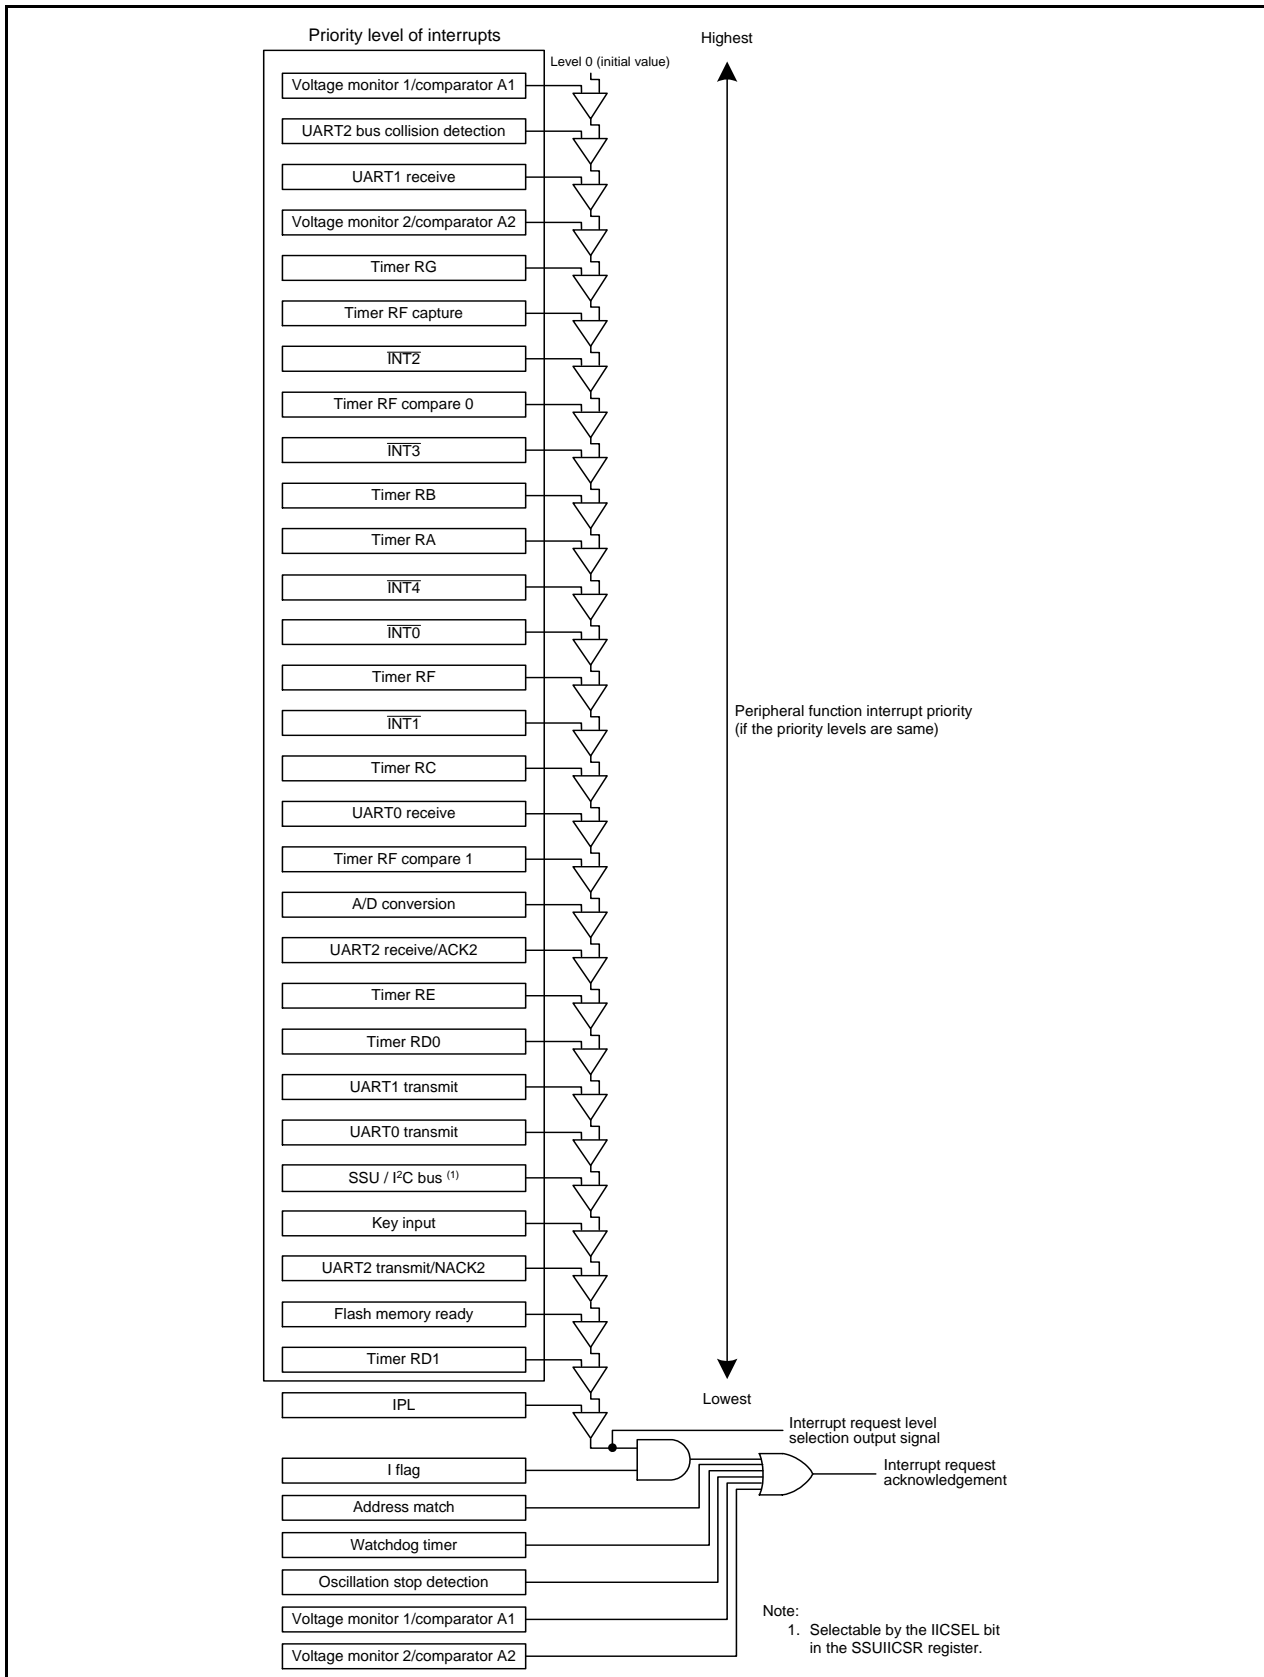 Priority level of interrupts
Highest
Level 0 (initial value)
Voltage monitor 1/comparator A1
UART2 bus collision detection
UART1 receive
Voltage monitor 2/comparator A2
Timer RG
Timer RF capture
INT2
Timer RF compare 0
INT3
Timer RB
Timer RA
INT4
INT0
Timer RF
INT1
Peripheral function interrupt priority
(if the priority levels are same)
Timer RC
UART0 receive
Timer RF compare 1
A/D conversion
UART2 receive/ACK2
Timer RE
Timer RD0
UART1 transmit
UART0 transmit
SSU / I²C bus (1)
Key input
UART2 transmit/NACK2
Flash memory ready
Timer RD1
Lowest
IPL
Interrupt request level
selection output signal
I flag
Interrupt request
acknowledgement
Address match
Watchdog timer
Oscillation stop detection
Voltage monitor 1/comparator A1
Voltage monitor 2/comparator A2
Note:
1. Selectable by the IICSEL bit
in the SSUIICSR register.